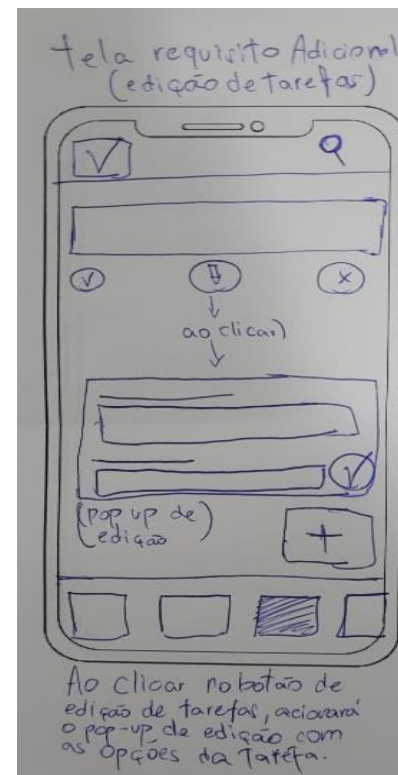 tela requisito Adicional
(edição de tarefas)
ao clicar)
(pop up de)
edição
+
Ao Clicar no botão de
edição de tarefas, acionará
o pop-up de edição com
as opções da Tarefa.